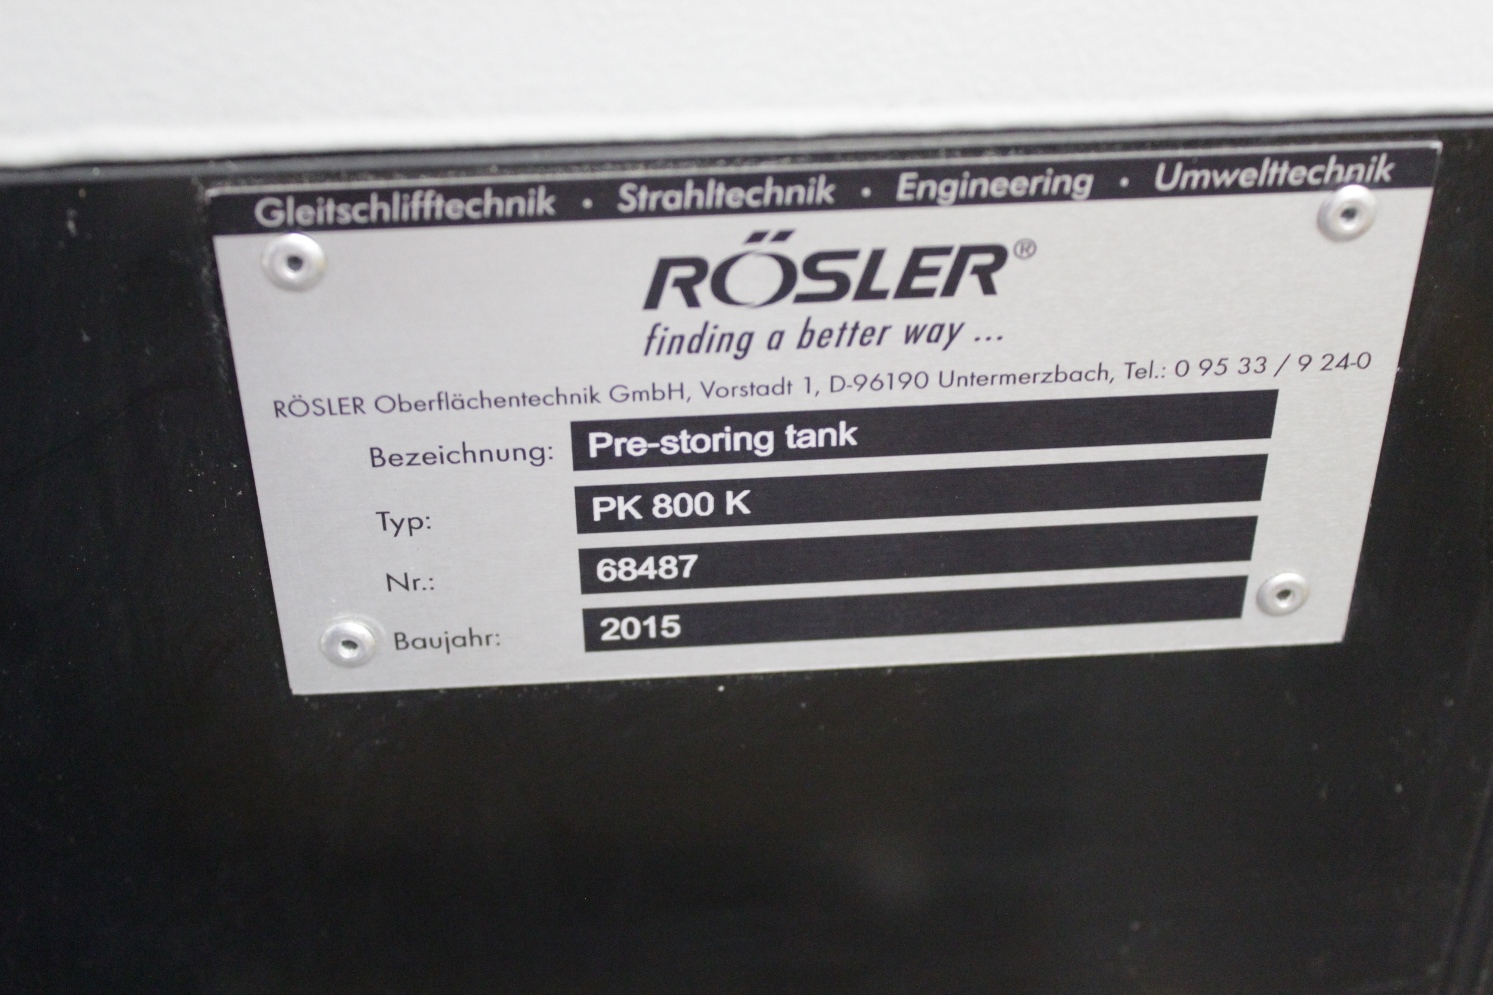 Gleitschlifftechnik • Strahltechnik • Engineering • Umwelttechnik
RÖSLER®
finding a better way ...
RÖSLER Oberflächentechnik GmbH, Vorstadt 1, D-96190 Untermerzbach, Tel.: 0 95 33 / 9 24-0
Bezeichnung: Pre-storing tank
Typ: PK 800 K
Nr.: 68487
Baujahr: 2015